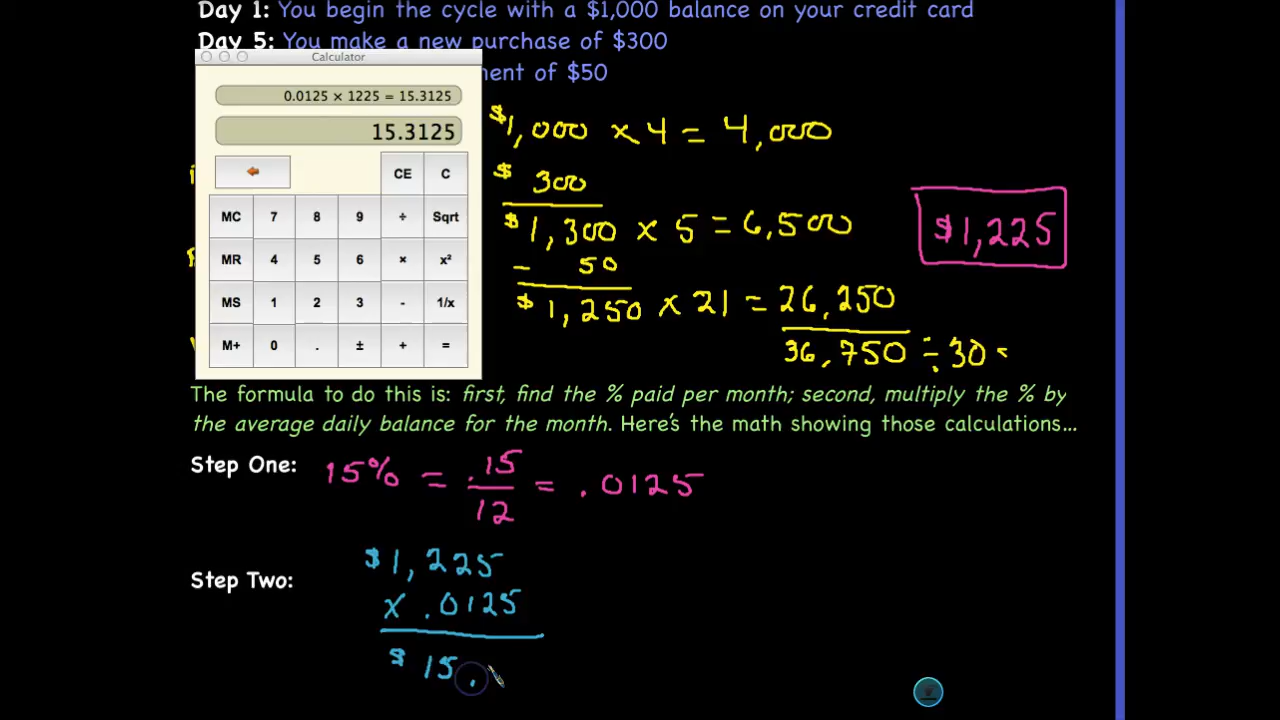 Day 1: You begin the cycle with a $1,000 balance on your credit card
Day 5: You make a new purchase of $300
Calculator
ment of $50
0.0125 × 1225 = 15.3125
15.3125
CE C
MC 7 8 9 ÷ Sqrt
MR 4 5 6 × x²
MS 1 2 3 - 1/x
M+ 0 . ± + =
$1,000 x 4 = 4,000
$ 300
$1,300 x 5 = 6,500
- 50
$1,250 x 21 = 26,250
36,750 ÷ 30 =
$1,225
The formula to do this is: first, find the % paid per month; second, multiply the % by
the average daily balance for the month. Here's the math showing those calculations...
Step One: 15% = .15/12 = .0125
Step Two:
$1,225
x .0125
$ 15.